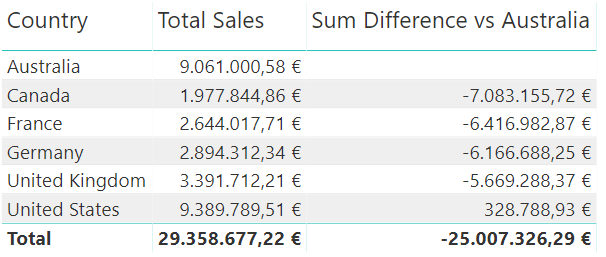 Country Total Sales Sum Difference vs Australia
Australia 9.061.000,58 €
Canada 1.977.844,86 € -7.083.155,72 €
France 2.644.017,71 € -6.416.982,87 €
Germany 2.894.312,34 € -6.166.688,25 €
United Kingdom 3.391.712,21 € -5.669.288,37 €
United States 9.389.789,51 € 328.788,93 €
Total 29.358.677,22 € -25.007.326,29 €